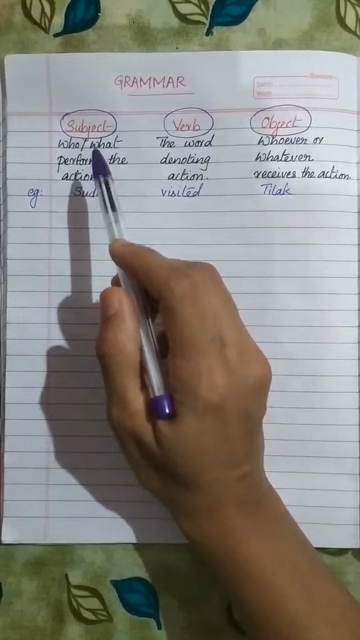 GRAMMAR
Subject Verb Object
Who/what The word Whoever or
perform the denoting whatever
action action. receives the action
eg: visited Tilak